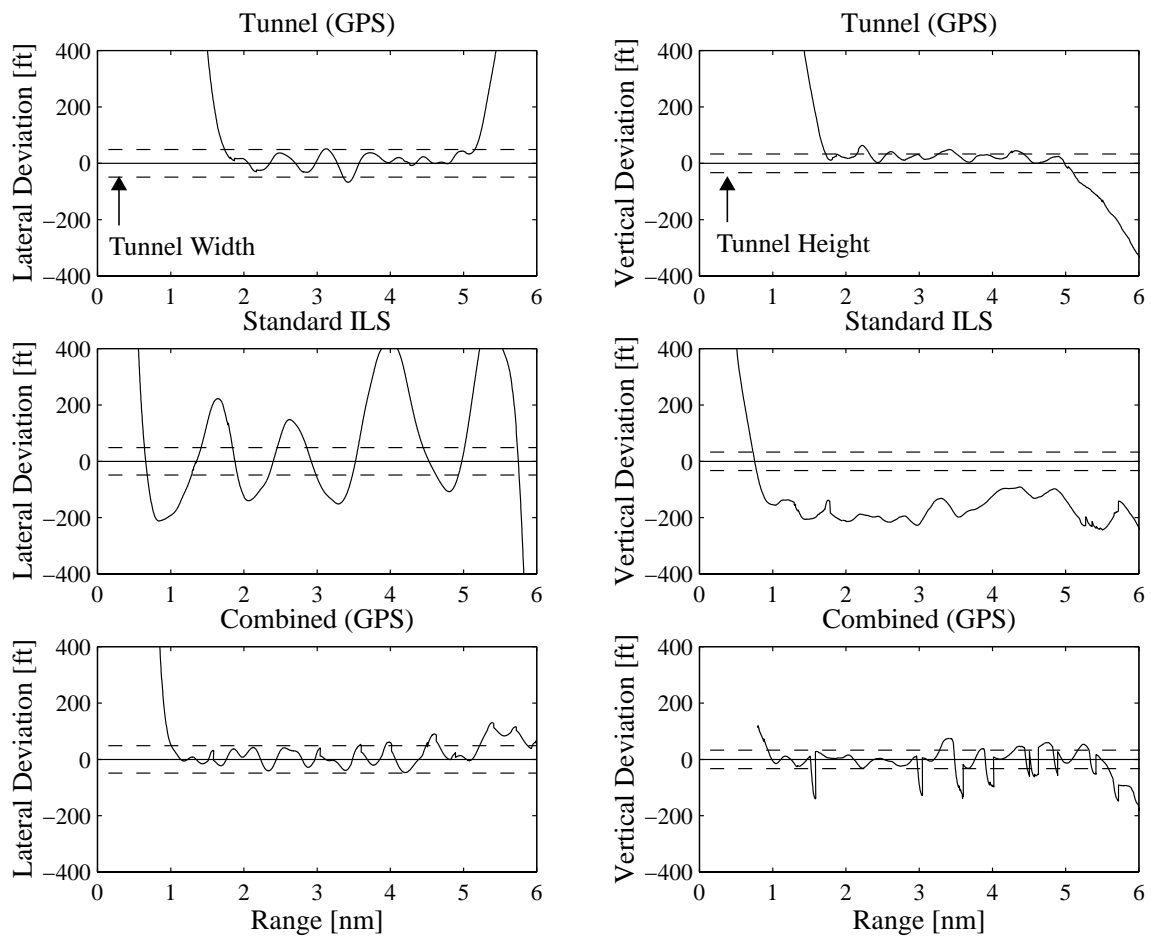 Tunnel (GPS)
Lateral Deviation [ft]
400
200
0
−200
−400
Tunnel Width
0 1 2 3 4 5 6
Tunnel (GPS)
Vertical Deviation [ft]
400
200
0
−200
−400
Tunnel Height
0 1 2 3 4 5 6
Standard ILS
Lateral Deviation [ft]
400
200
0
−200
−400
0 1 2 3 4 5 6
Standard ILS
Vertical Deviation [ft]
400
200
0
−200
−400
0 1 2 3 4 5 6
Combined (GPS)
Lateral Deviation [ft]
400
200
0
−200
−400
0 1 2 3 4 5 6
Range [nm]
Combined (GPS)
Vertical Deviation [ft]
400
200
0
−200
−400
0 1 2 3 4 5 6
Range [nm]